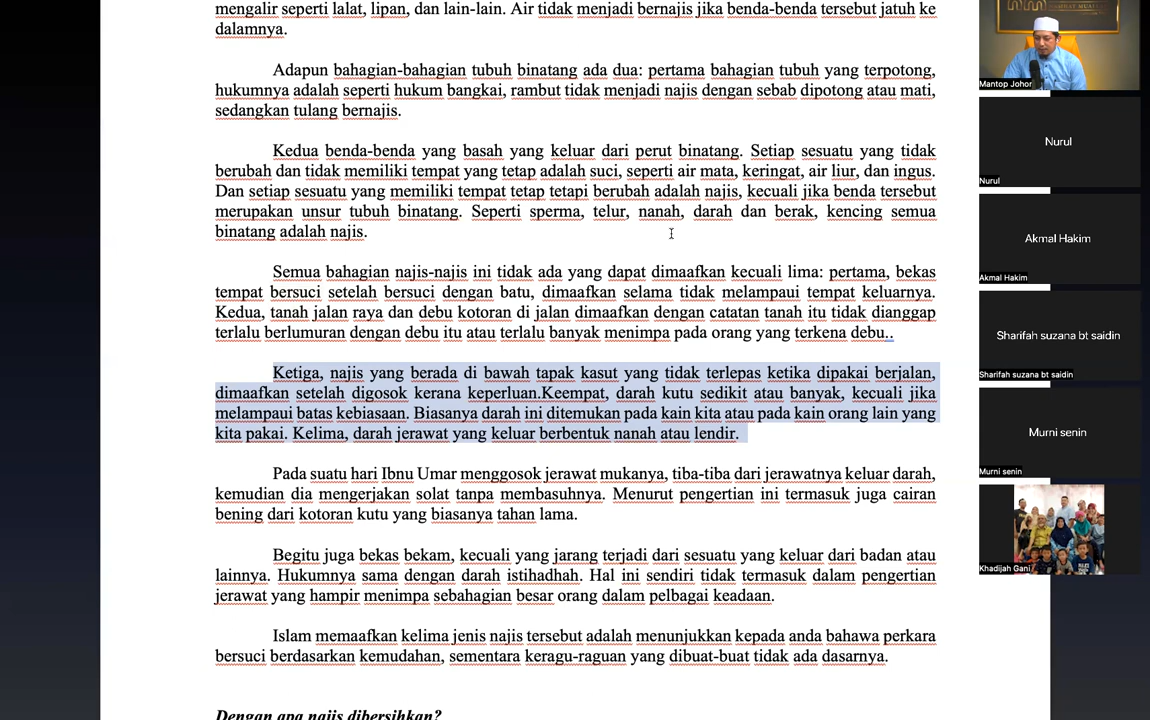 mengalir seperti lalat, lipan, dan lain-lain. Air tidak menjadi bernajis jika benda-benda tersebut jatuh ke
dalamnya.
Adapun bahagian-bahagian tubuh binatang ada dua: pertama bahagian tubuh yang terpotong,
hukumnya adalah seperti hukum bangkai, rambut tidak menjadi najis dengan sebab dipotong atau mati,
sedangkan tulang bernajis.
Kedua benda-benda yang basah yang keluar dari perut binatang. Setiap sesuatu yang tidak
berubah dan tidak memiliki tempat yang tetap adalah suci, seperti air mata, keringat, air liur, dan ingus.
Dan setiap sesuatu yang memiliki tempat tetap tetapi berubah adalah najis, kecuali jika benda tersebut
merupakan unsur tubuh binatang. Seperti sperma, telur, nanah, darah dan berak, kencing semua
binatang adalah najis.
Semua bahagian najis-najis ini tidak ada yang dapat dimaafkan kecuali lima: pertama, bekas
tempat bersuci setelah bersuci dengan batu, dimaafkan selama tidak melampaui tempat keluarnya.
Kedua, tanah jalan raya dan debu kotoran di jalan dimaafkan dengan catatan tanah itu tidak dianggap
terlalu berlumuran dengan debu itu atau terlalu banyak menimpa pada orang yang terkena debu..
Ketiga, najis yang berada di bawah tapak kasut yang tidak terlepas ketika dipakai berjalan,
dimaafkan setelah digosok kerana keperluan.Keempat, darah kutu sedikit atau banyak, kecuali jika
melampaui batas kebiasaan. Biasanya darah ini ditemukan pada kain kita atau pada kain orang lain yang
kita pakai. Kelima, darah jerawat yang keluar berbentuk nanah atau lendir.
Pada suatu hari Ibnu Umar menggosok jerawat mukanya, tiba-tiba dari jerawatnya keluar darah,
kemudian dia mengerjakan solat tanpa membasuhnya. Menurut pengertian ini termasuk juga cairan
bening dari kotoran kutu yang biasanya tahan lama.
Begitu juga bekas bekam, kecuali yang jarang terjadi dari sesuatu yang keluar dari badan atau
lainnya. Hukumnya sama dengan darah istihadhah. Hal ini sendiri tidak termasuk dalam pengertian
jerawat yang hampir menimpa sebahagian besar orang dalam pelbagai keadaan.
Islam memaafkan kelima jenis najis tersebut adalah menunjukkan kepada anda bahawa perkara
bersuci berdasarkan kemudahan, sementara keragu-raguan yang dibuat-buat tidak ada dasarnya.
Dengan apa najis dibersihkan?
Mantop Johor
Nurul
Nurul
Akmal Hakim
Akmal Hakim
Sharifah suzana bt saidin
Sharifah suzana bt saidin
Murni senin
Murni senin
Khadijah Gani